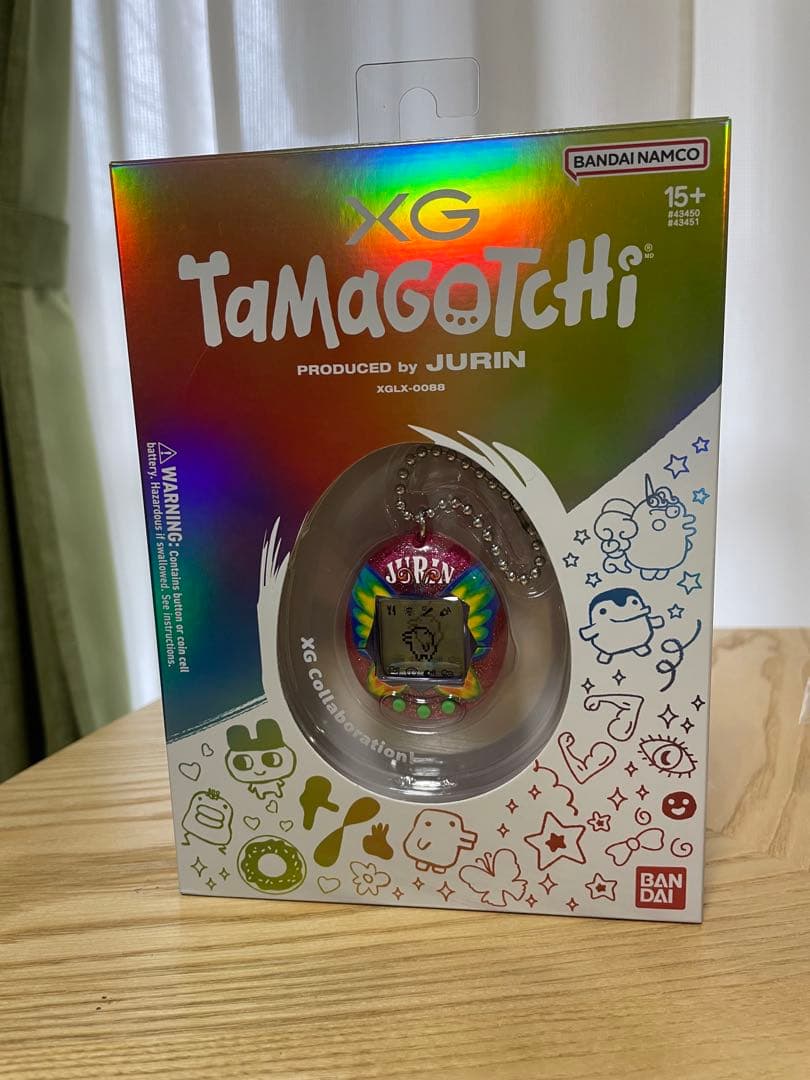 BANDAI NAMCO
XG
15+
#43450
#43451
TaMaGOTCHi
® MD
PRODUCED by JURIN
XGLX-0088
⚠ WARNING: Contains button or coin cell
battery. Hazardous if swallowed. See instructions.
JURIN
XG Collaboration!
BAN
DAI